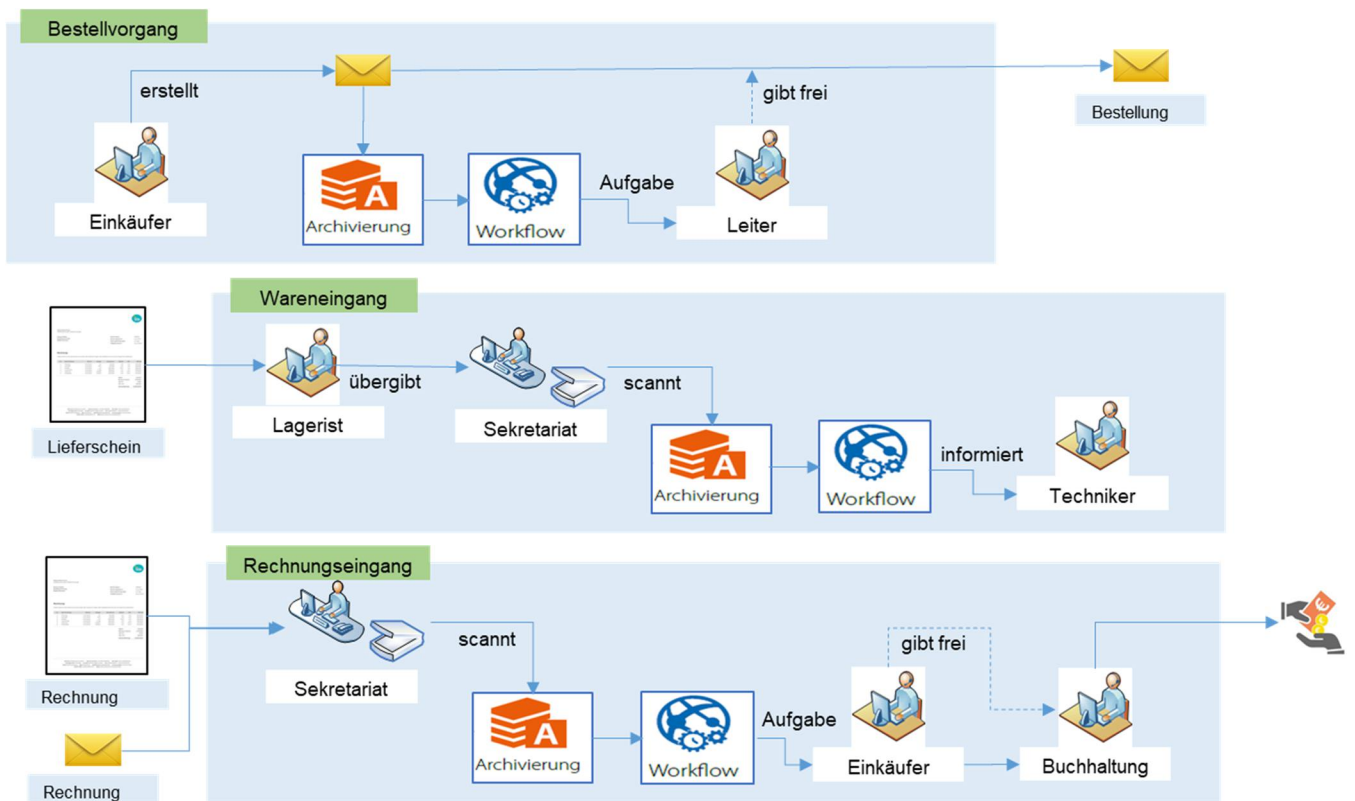 Bestellvorgang
erstellt
gibt frei
Bestellung
Einkäufer
A
Archivierung
Workflow
Aufgabe
Leiter
Wareneingang
Lieferschein
Lagerist
übergibt
Sekretariat
scannt
A
Archivierung
Workflow
informiert
Techniker
Rechnungseingang
Rechnung
Rechnung
Sekretariat
scannt
A
Archivierung
Workflow
Aufgabe
Einkäufer
gibt frei
Buchhaltung
€